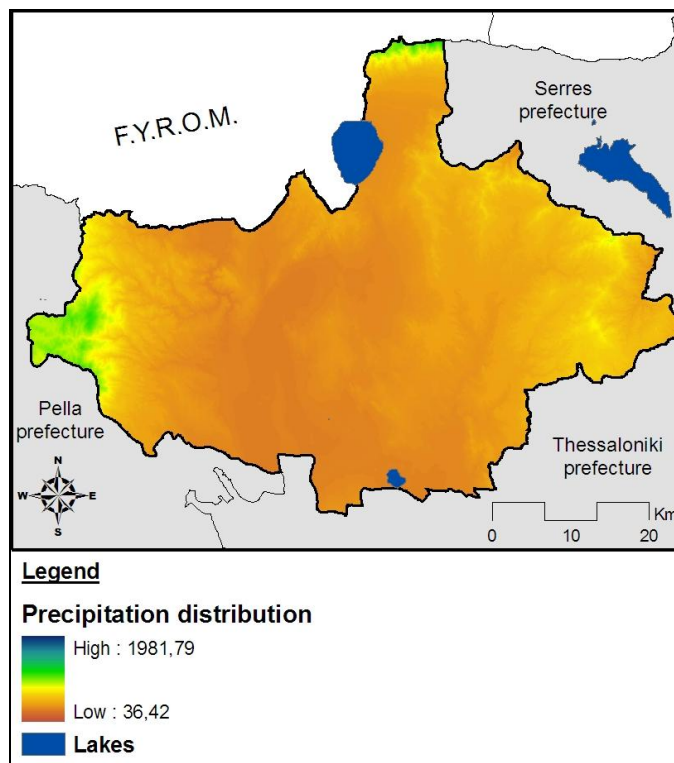 F.Y.R.O.M.
Serres
prefecture
Pella
prefecture
N
W E
S
Thessaloniki
prefecture
Km
0 10 20
Legend
Precipitation distribution
High : 1981,79
Low : 36,42
Lakes